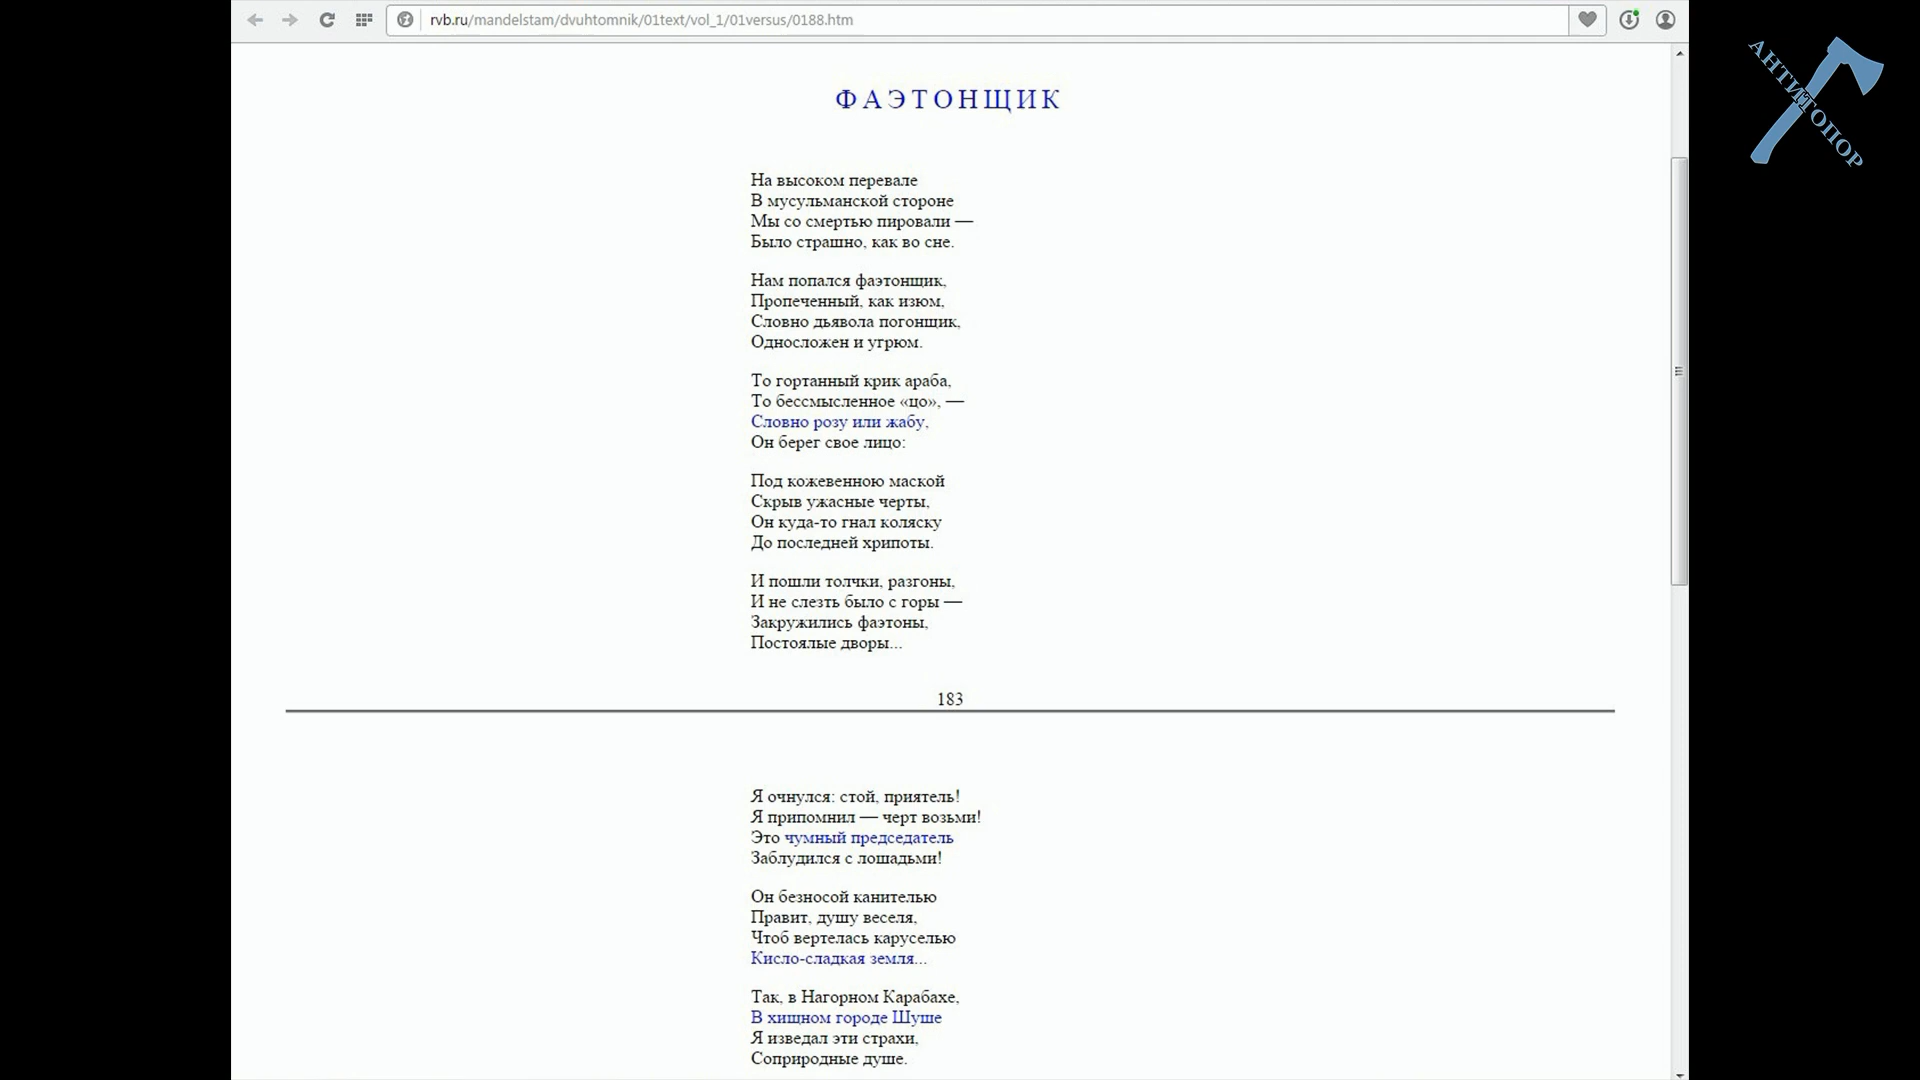 rvb.ru/mandelstam/dvuhtomnik/01text/vol_1/01versus/0188.htm
АНТИТОПОР
ФАЭТОНЩИК
На высоком перевале
В мусульманской стороне
Мы со смертью пировали —
Было страшно, как во сне.
Нам попался фаэтонщик,
Пропеченный, как изюм,
Словно дьявола погонщик,
Односложен и угрюм.
То гортанный крик араба,
То бессмысленное «цо», —
Словно розу или жабу,
Он берег свое лицо:
Под кожевенною маской
Скрыв ужасные черты,
Он куда-то гнал коляску
До последней хрипоты.
И пошли толчки, разгоны,
И не слезть было с горы —
Закружились фаэтоны,
Постоялые дворы...
183
Я очнулся: стой, приятель!
Я припомнил — черт возьми!
Это чумный председатель
Заблудился с лошадьми!
Он безносой канителью
Правит, душу веселя,
Чтоб вертелась каруселью
Кисло-сладкая земля...
Так, в Нагорном Карабахе,
В хищном городе Шуше
Я изведал эти страхи,
Соприродные душе.